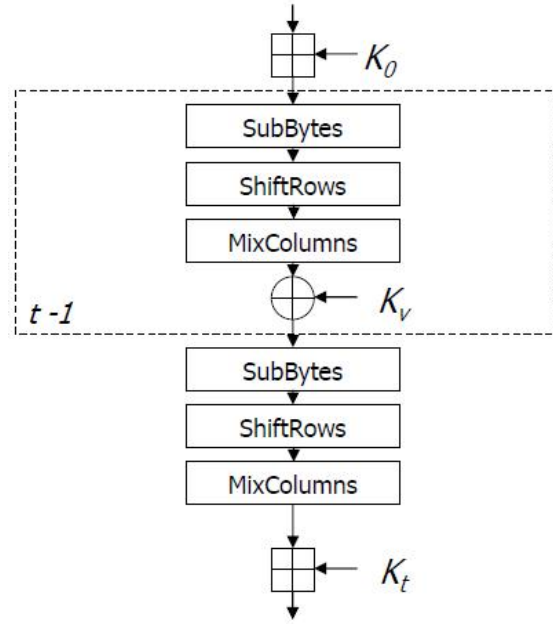 K₀
SubBytes
ShiftRows
MixColumns
Kᵥ
t -1
SubBytes
ShiftRows
MixColumns
Kₜ